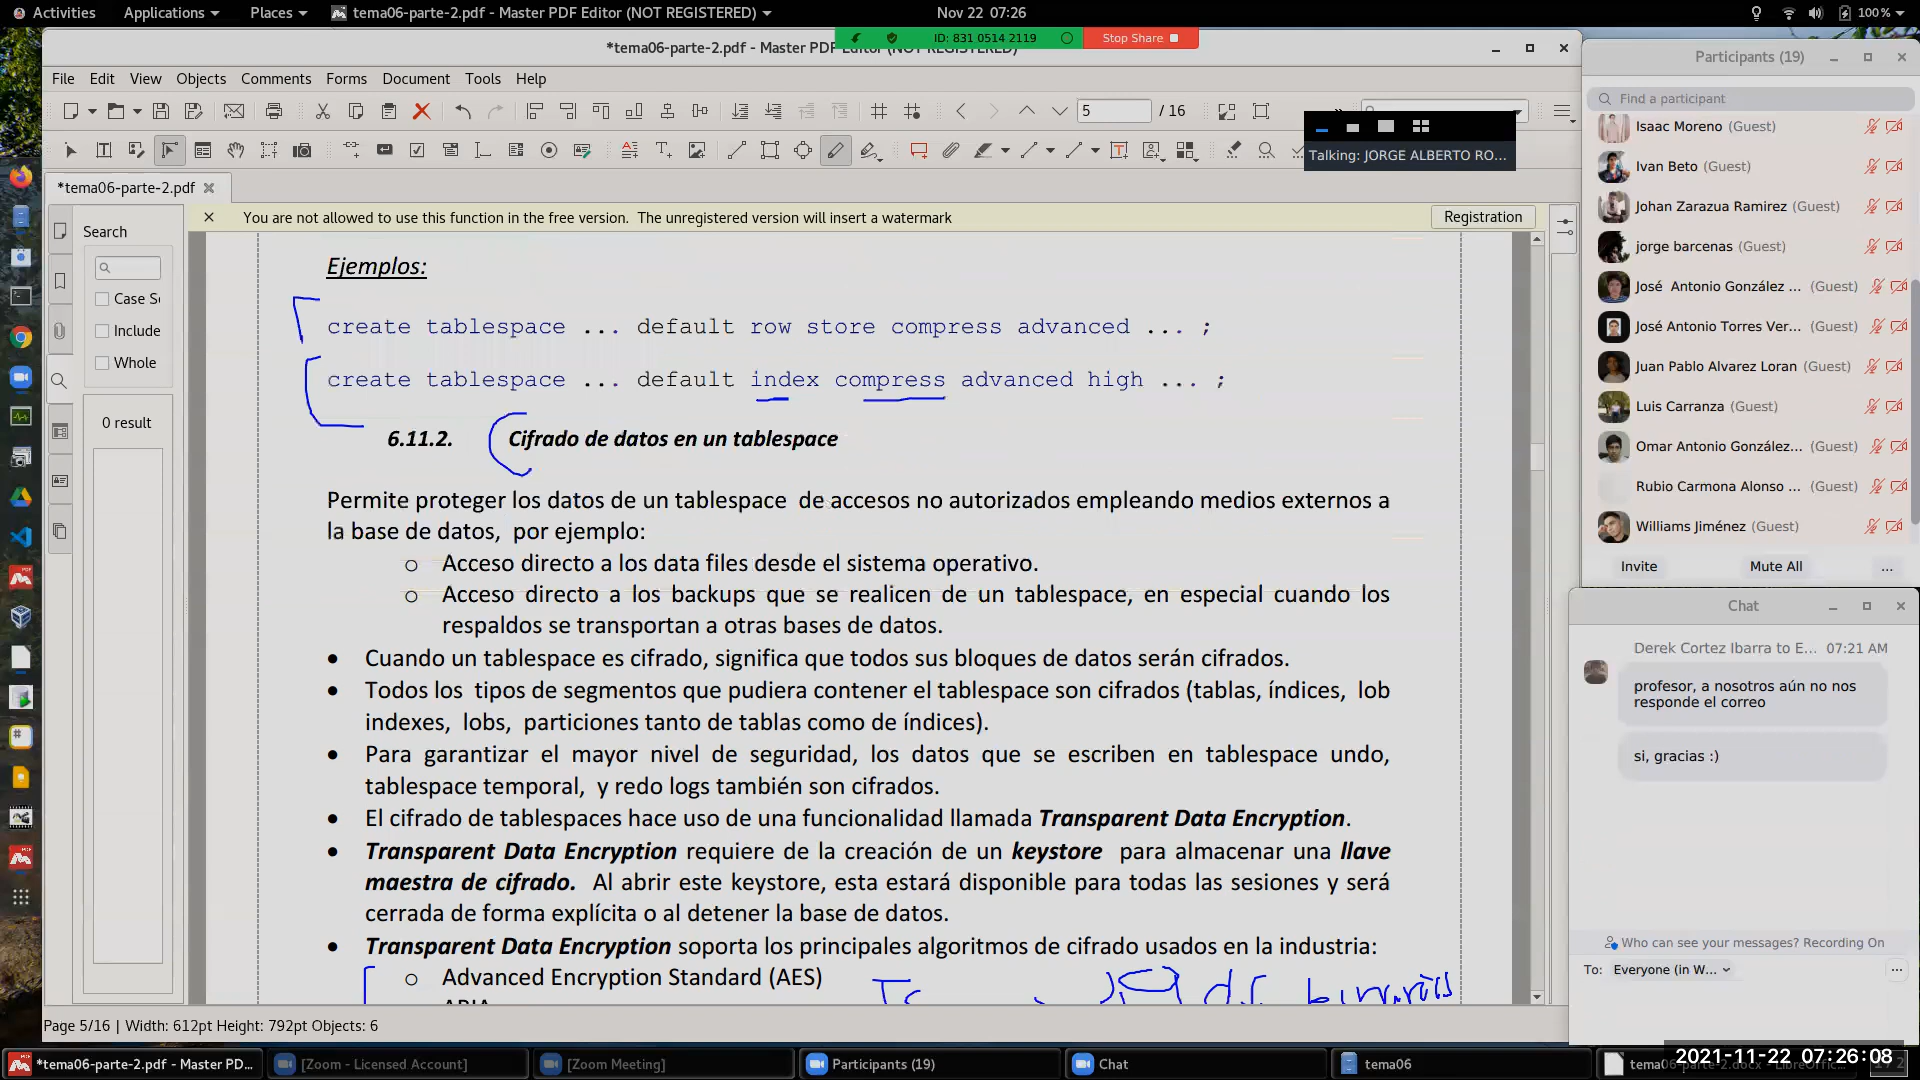 Activities
Applications
Places
tema06-parte-2.pdf - Master PDF Editor (NOT REGISTERED)
Nov 22 07:26
100%
*tema06-parte-2.pdf - Master PDF Editor (NOT REGISTERED)
ID: 831 0514 2119
Stop Share
File Edit View Objects Comments Forms Document Tools Help
5 / 16
Talking: JORGE ALBERTO RO...
*tema06-parte-2.pdf
You are not allowed to use this function in the free version. The unregistered version will insert a watermark
Registration
Search
Case S
Include
Whole
0 result
Ejemplos:
create tablespace ... default row store compress advanced ... ;
create tablespace ... default index compress advanced high ... ;
6.11.2. Cifrado de datos en un tablespace
Permite proteger los datos de un tablespace de accesos no autorizados empleando medios externos a
la base de datos, por ejemplo:
o Acceso directo a los data files desde el sistema operativo.
o Acceso directo a los backups que se realicen de un tablespace, en especial cuando los
respaldos se transportan a otras bases de datos.
• Cuando un tablespace es cifrado, significa que todos sus bloques de datos serán cifrados.
• Todos los tipos de segmentos que pudiera contener el tablespace son cifrados (tablas, índices, lob
indexes, lobs, particiones tanto de tablas como de índices).
• Para garantizar el mayor nivel de seguridad, los datos que se escriben en tablespace undo,
tablespace temporal, y redo logs también son cifrados.
• El cifrado de tablespaces hace uso de una funcionalidad llamada Transparent Data Encryption.
• Transparent Data Encryption requiere de la creación de un keystore para almacenar una llave
maestra de cifrado. Al abrir este keystore, esta estará disponible para todas las sesiones y será
cerrada de forma explícita o al detener la base de datos.
• Transparent Data Encryption soporta los principales algoritmos de cifrado usados en la industria:
o Advanced Encryption Standard (AES)
Page 5/16 | Width: 612pt Height: 792pt Objects: 6
Participants (19)
Find a participant
Isaac Moreno (Guest)
Ivan Beto (Guest)
Johan Zarazua Ramirez (Guest)
jorge barcenas (Guest)
José Antonio González ... (Guest)
José Antonio Torres Ver... (Guest)
Juan Pablo Alvarez Loran (Guest)
Luis Carranza (Guest)
Omar Antonio González... (Guest)
Rubio Carmona Alonso ... (Guest)
Williams Jiménez (Guest)
Invite
Mute All
...
Chat
Derek Cortez Ibarra to E... 07:21 AM
profesor, a nosotros aún no nos
responde el correo
si, gracias :)
Who can see your messages? Recording On
To: Everyone (in W...
*tema06-parte-2.pdf - Master PD...
[Zoom - Licensed Account]
[Zoom Meeting]
Participants (19)
Chat
tema06
2021-11-22 07:26:08